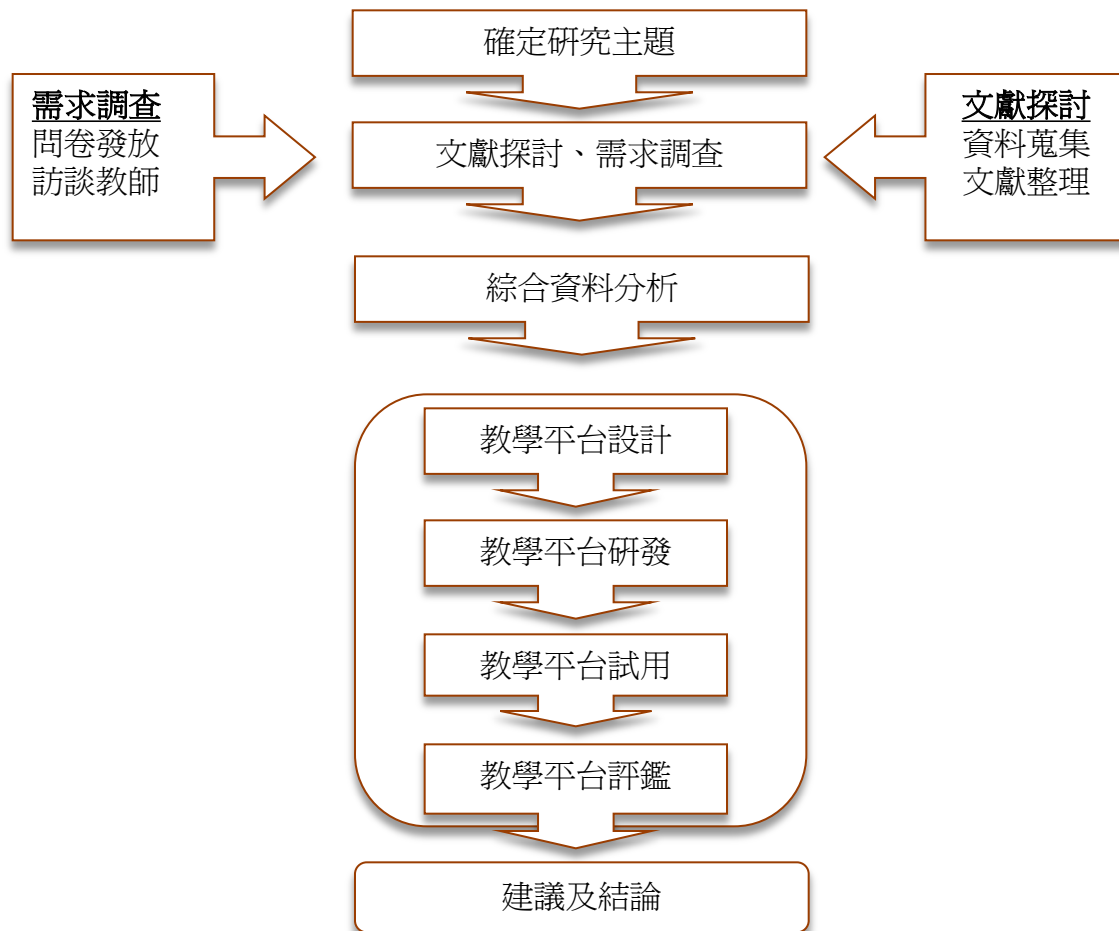 確定研究主題
需求調查
問卷發放
訪談教師
文獻探討、需求調查
文獻探討
資料蒐集
文獻整理
綜合資料分析
教學平台設計
教學平台研發
教學平台試用
教學平台評鑑
建議及結論